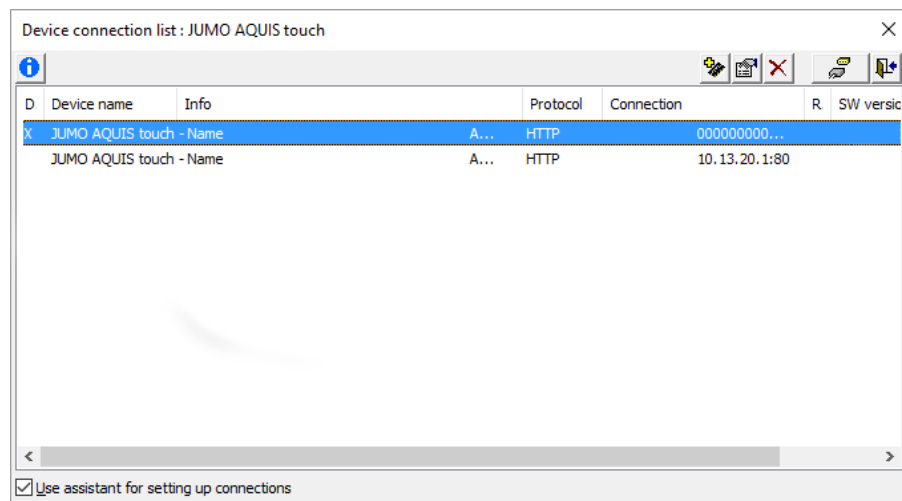 Device connection list : JUMO AQUIS touch
D Device name Info Protocol Connection R SW versic
X JUMO AQUIS touch - Name A... HTTP 000000000...
JUMO AQUIS touch - Name A... HTTP 10.13.20.1:80
Use assistant for setting up connections